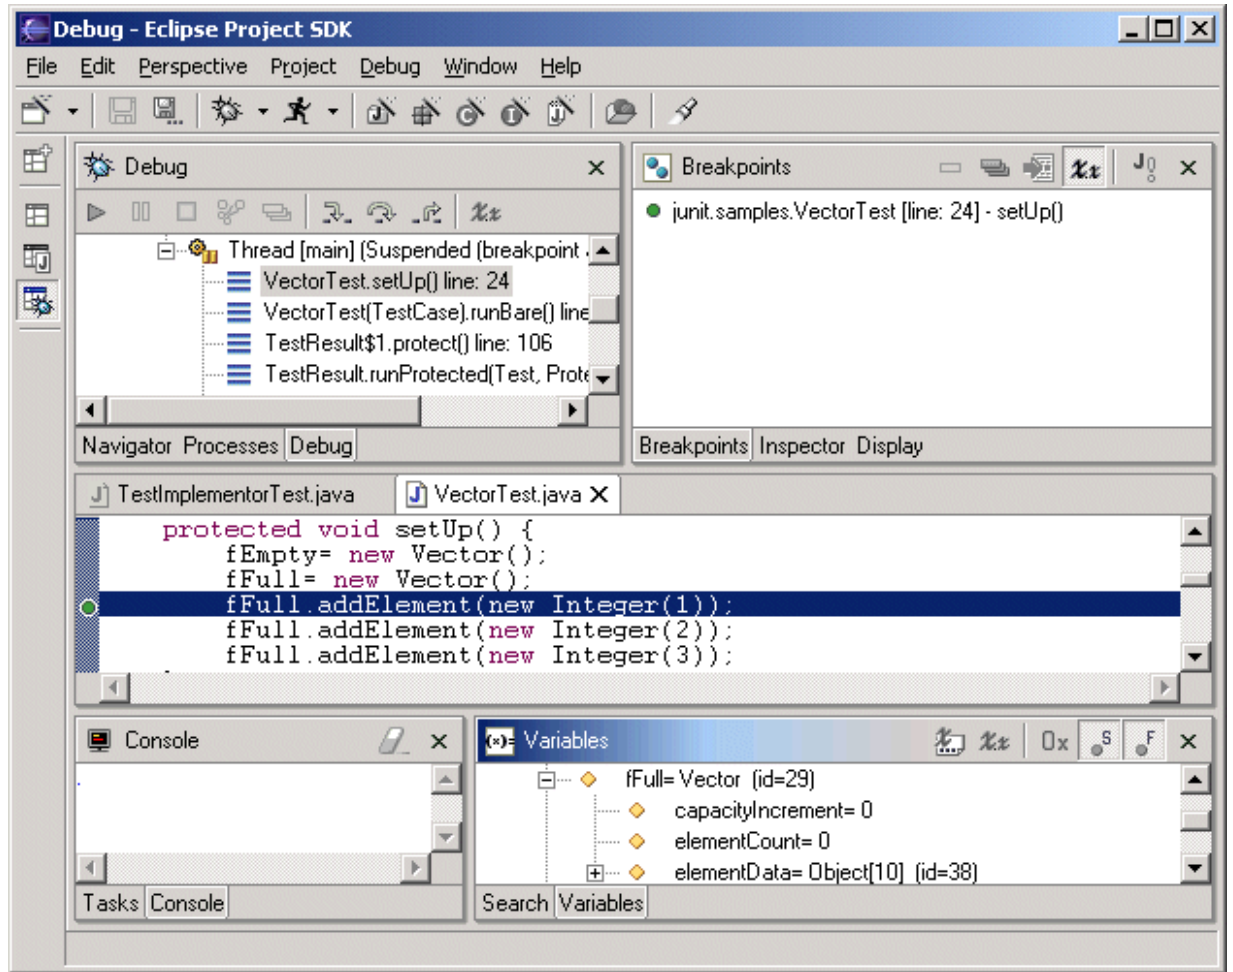 Debug - Eclipse Project SDK
File Edit Perspective Project Debug Window Help
Debug
Thread [main] (Suspended (breakpoint
VectorTest.setUp() line: 24
VectorTest(TestCase).runBare() line
TestResult$1.protect() line: 106
TestResult.runProtected(Test, Prote
Navigator Processes Debug
Breakpoints
junit.samples.VectorTest [line: 24] - setUp()
Breakpoints Inspector Display
TestImplementorTest.java VectorTest.java
protected void setUp() {
fEmpty= new Vector();
fFull= new Vector();
fFull.addElement(new Integer(1));
fFull.addElement(new Integer(2));
fFull.addElement(new Integer(3));
Console
Tasks Console
Variables
fFull= Vector (id=29)
capacityIncrement= 0
elementCount= 0
elementData= Object[10] (id=38)
Search Variables